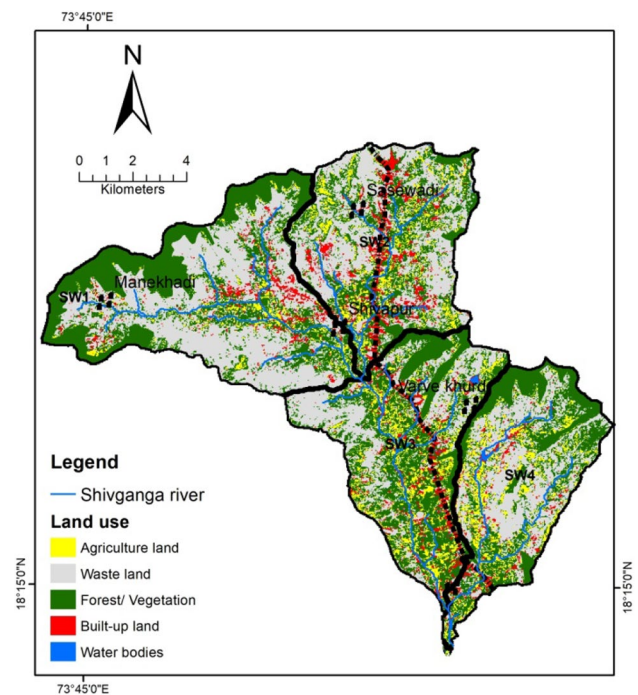 73°45'0"E
N
0 1 2 4
Kilometers
Sasewadi
SW2
Manekhadi
SW1
Shivapur
Varve khurd
SW3
SW4
Legend
Shivganga river
Land use
Agriculture land
Waste land
Forest/ Vegetation
Built-up land
Water bodies
18°15'0"N
18°15'0"N
73°45'0"E